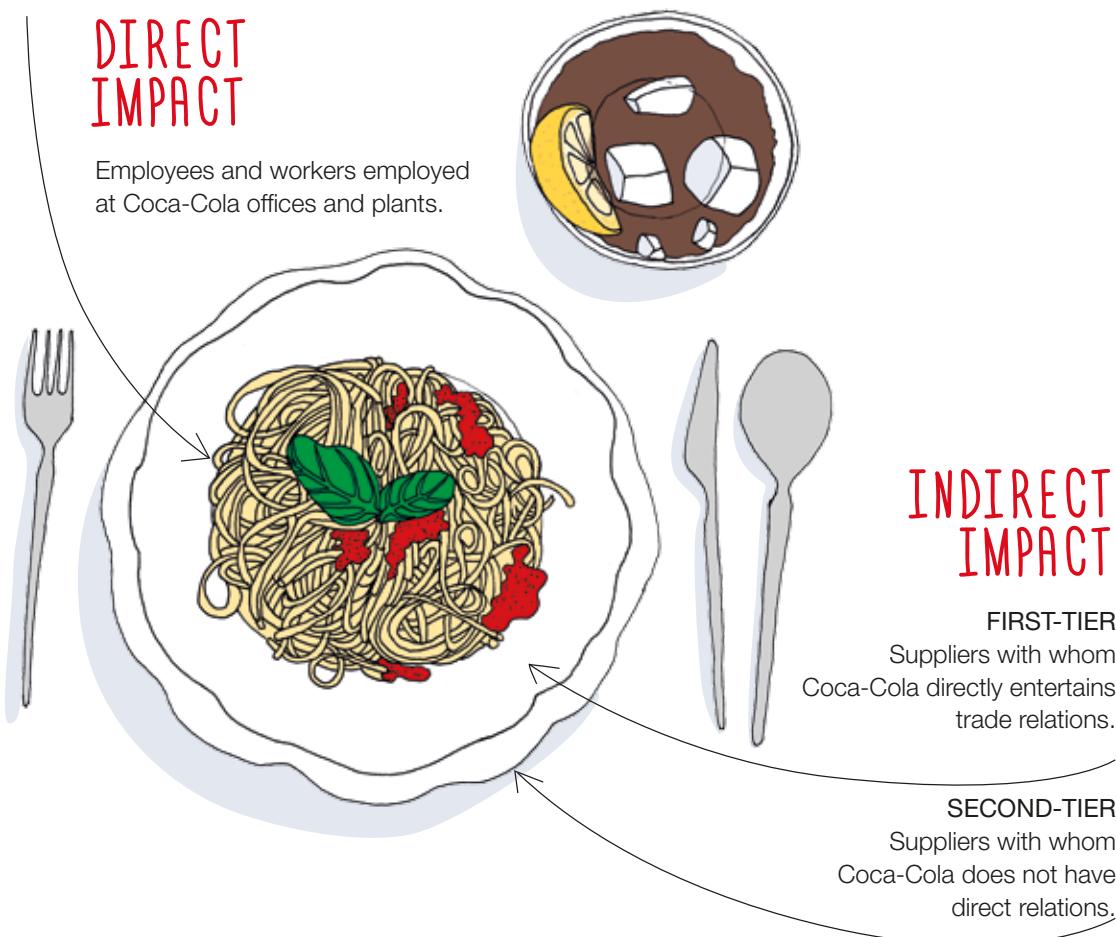 DIRECT
IMPACT
Employees and workers employed
at Coca-Cola offices and plants.
INDIRECT
IMPACT
FIRST-TIER
Suppliers with whom
Coca-Cola directly entertains
trade relations.
SECOND-TIER
Suppliers with whom
Coca-Cola does not have
direct relations.